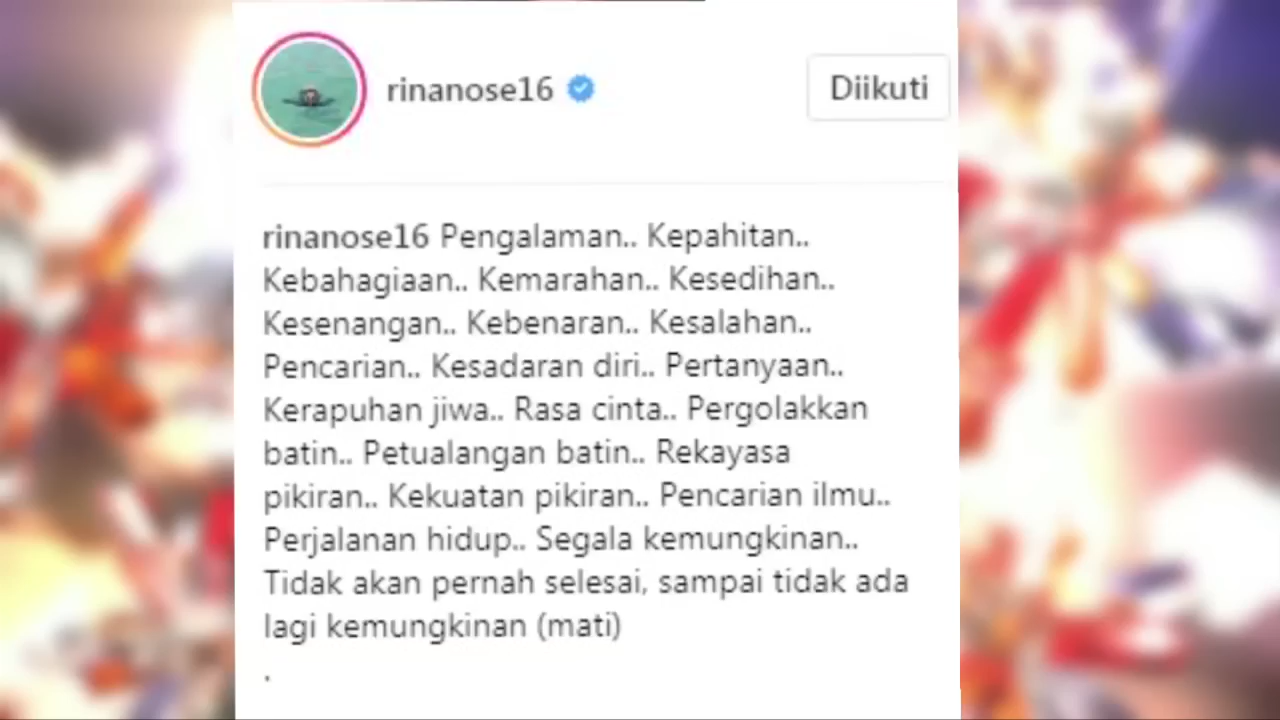 rinanose16
Diikuti
rinanose16 Pengalaman.. Kepahitan..
Kebahagiaan.. Kemarahan.. Kesedihan..
Kesenangan.. Kebenaran.. Kesalahan..
Pencarian.. Kesadaran diri.. Pertanyaan..
Kerapuhan jiwa.. Rasa cinta.. Pergolakkan
batin.. Petualangan batin.. Rekayasa
pikiran.. Kekuatan pikiran.. Pencarian ilmu..
Perjalanan hidup.. Segala kemungkinan..
Tidak akan pernah selesai, sampai tidak ada
lagi kemungkinan (mati)
.